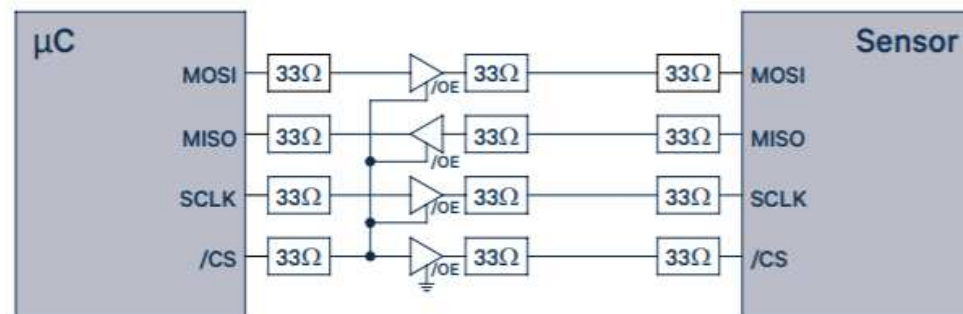 μC Sensor
MOSI 33Ω /OE 33Ω 33Ω MOSI
MISO 33Ω /OE 33Ω 33Ω MISO
SCLK 33Ω /OE 33Ω 33Ω SCLK
/CS 33Ω /OE 33Ω 33Ω /CS